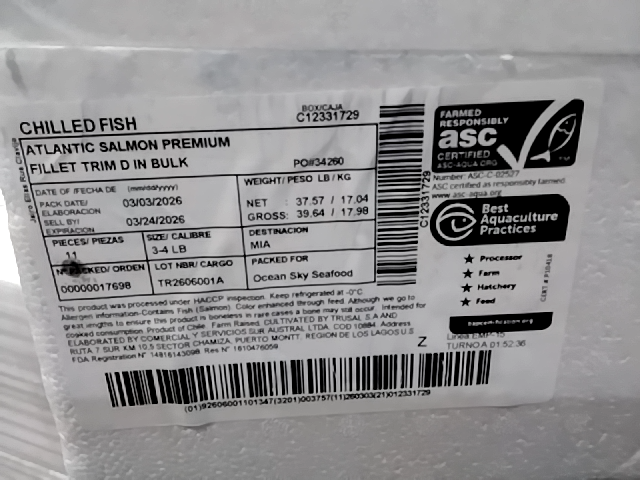 BOX/CAJA
C12331729
CHILLED FISH
ATLANTIC SALMON PREMIUM
FILLET TRIM D IN BULK
PO#34260
DATE OF /FECHA DE (mm/dd/yyyy)
PACK DATE/ 03/03/2026
ELABORACION
SELL BY/ 03/24/2026
EXPIRACION
WEIGHT/ PESO LB / KG
NET : 37.57 / 17.04
GROSS: 39.64 / 17.98
PIECES/ PIEZAS
11
SIZE/ CALIBRE
3-4 LB
DESTINACION
MIA
ORDEN
00000017698
LOT NBR/ CARGO
TR2606001A
PACKED FOR
Ocean Sky Seafood
C12331729
This product was processed under HACCP inspection. Keep refrigerated at -0°C
Allergen information-Contains Fish (Salmon). Color enhanced through feed. Although we go to
great lengths to ensure this product is boneless in rare cases a bone may still occur. Intended for
cooked consumption. Product of Chile. Farm Raised.
ELABORADO BY COMERCIAL Y SERVICIOS SUR AUSTRAL LTDA. COD 10884. Address
RUTA 7 SUR KM 10.5 SECTOR CHAMIZA, PUERTO MONTT. REGION DE LOS LAGOS
FDA Registration N° 14816143098 Res N° 1610476059
Z
(01)92606001101347(3201)003757(11)260303(21)012331729
FARMED
RESPONSIBLY
asc
CERTIFIED
ASC-AQUA.ORG
Number: ASC-C-02527
ASC certified as responsibly farmed.
www.asc-aqua.org
Best
Aquaculture
Practices
★ Processor
★ Farm
★ Hatchery
★ Feed
CERT # P10418
bapcertification.org
TURNO A 01:52:36